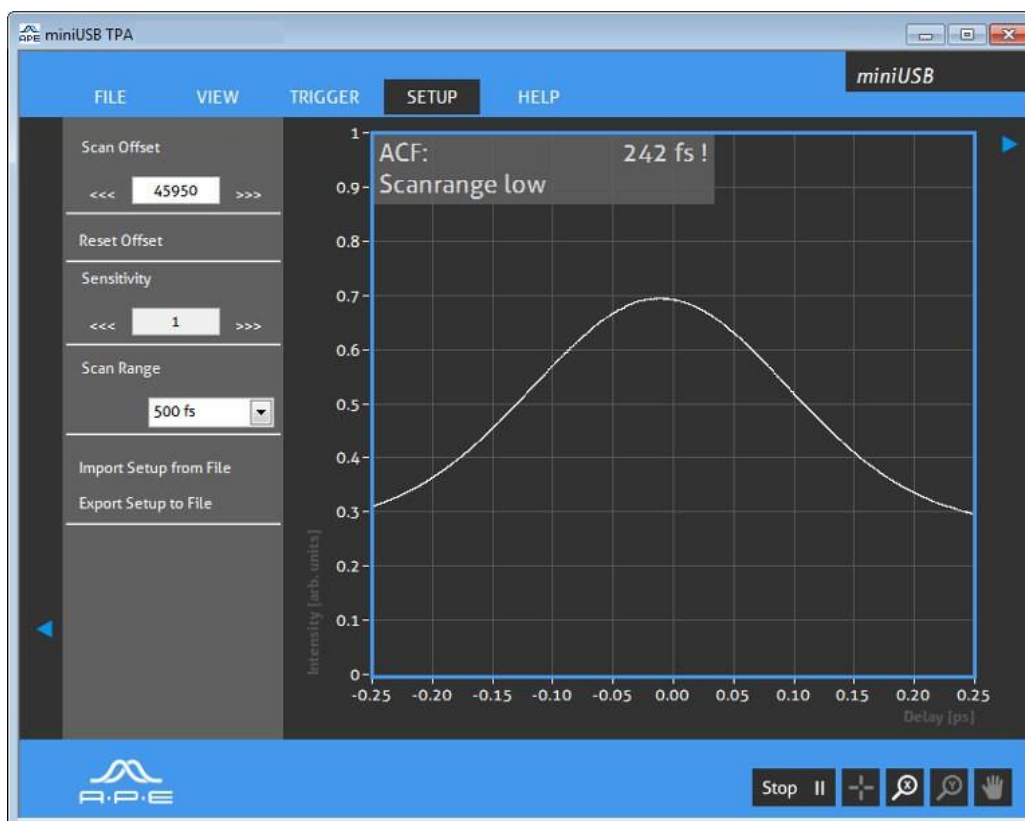 APE miniUSB TPA
miniUSB
FILE VIEW TRIGGER SETUP HELP
Scan Offset
<<< 45950 >>>
Reset Offset
Sensitivity
<<< 1 >>>
Scan Range
500 fs
Import Setup from File
Export Setup to File
ACF: 242 fs !
Scanrange low
1
0.9
0.8
0.7
0.6
0.5
0.4
0.3
0.2
0.1
0
Intensity [arb. units]
-0.25 -0.20 -0.15 -0.10 -0.05 0.00 0.05 0.10 0.15 0.20 0.25
Delay [ps]
A·P·E
Stop
X
Y